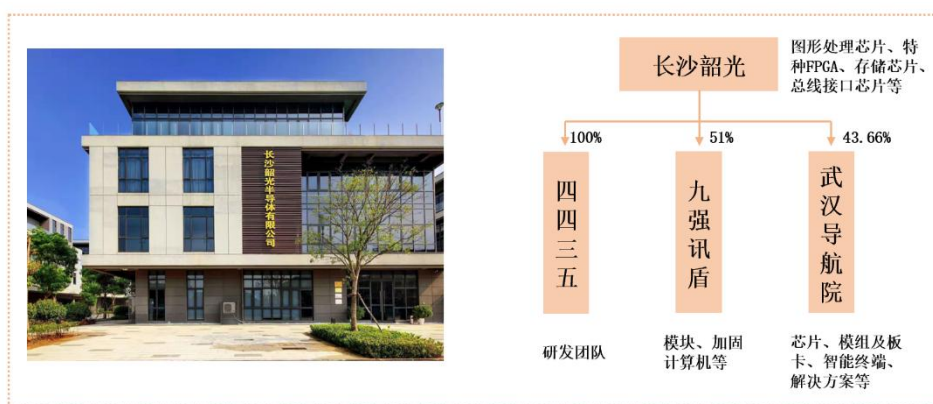 长沙韶光半导体有限公司
长沙韶光
图形处理芯片、特
种FPGA、存储芯片、
总线接口芯片等
100%
51%
43.66%
四四三五
九强讯盾
武汉导航院
研发团队
模块、加固
计算机等
芯片、模组及板
卡、智能终端、
解决方案等